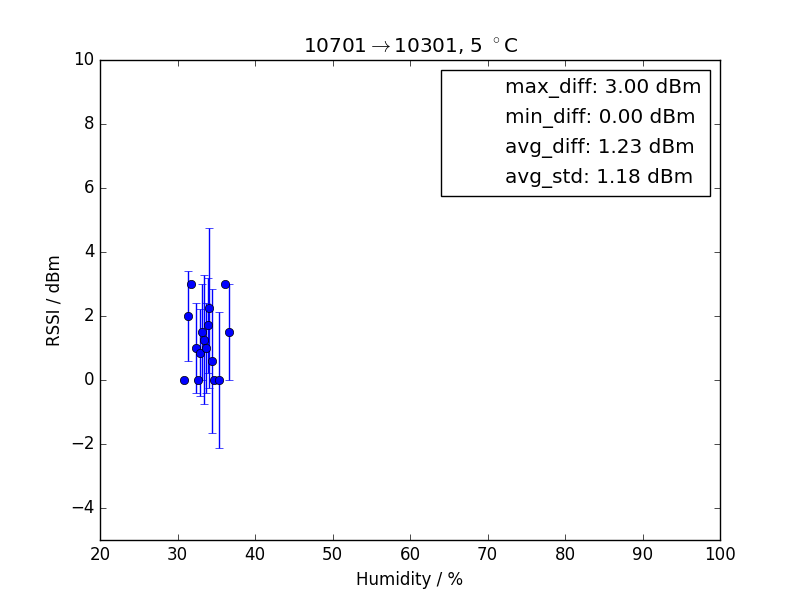 10701→10301, 5 °C
max_diff: 3.00 dBm
min_diff: 0.00 dBm
avg_diff: 1.23 dBm
avg_std: 1.18 dBm
RSSI / dBm
10
8
6
4
2
0
−2
−4
20 30 40 50 60 70 80 90 100
Humidity / %